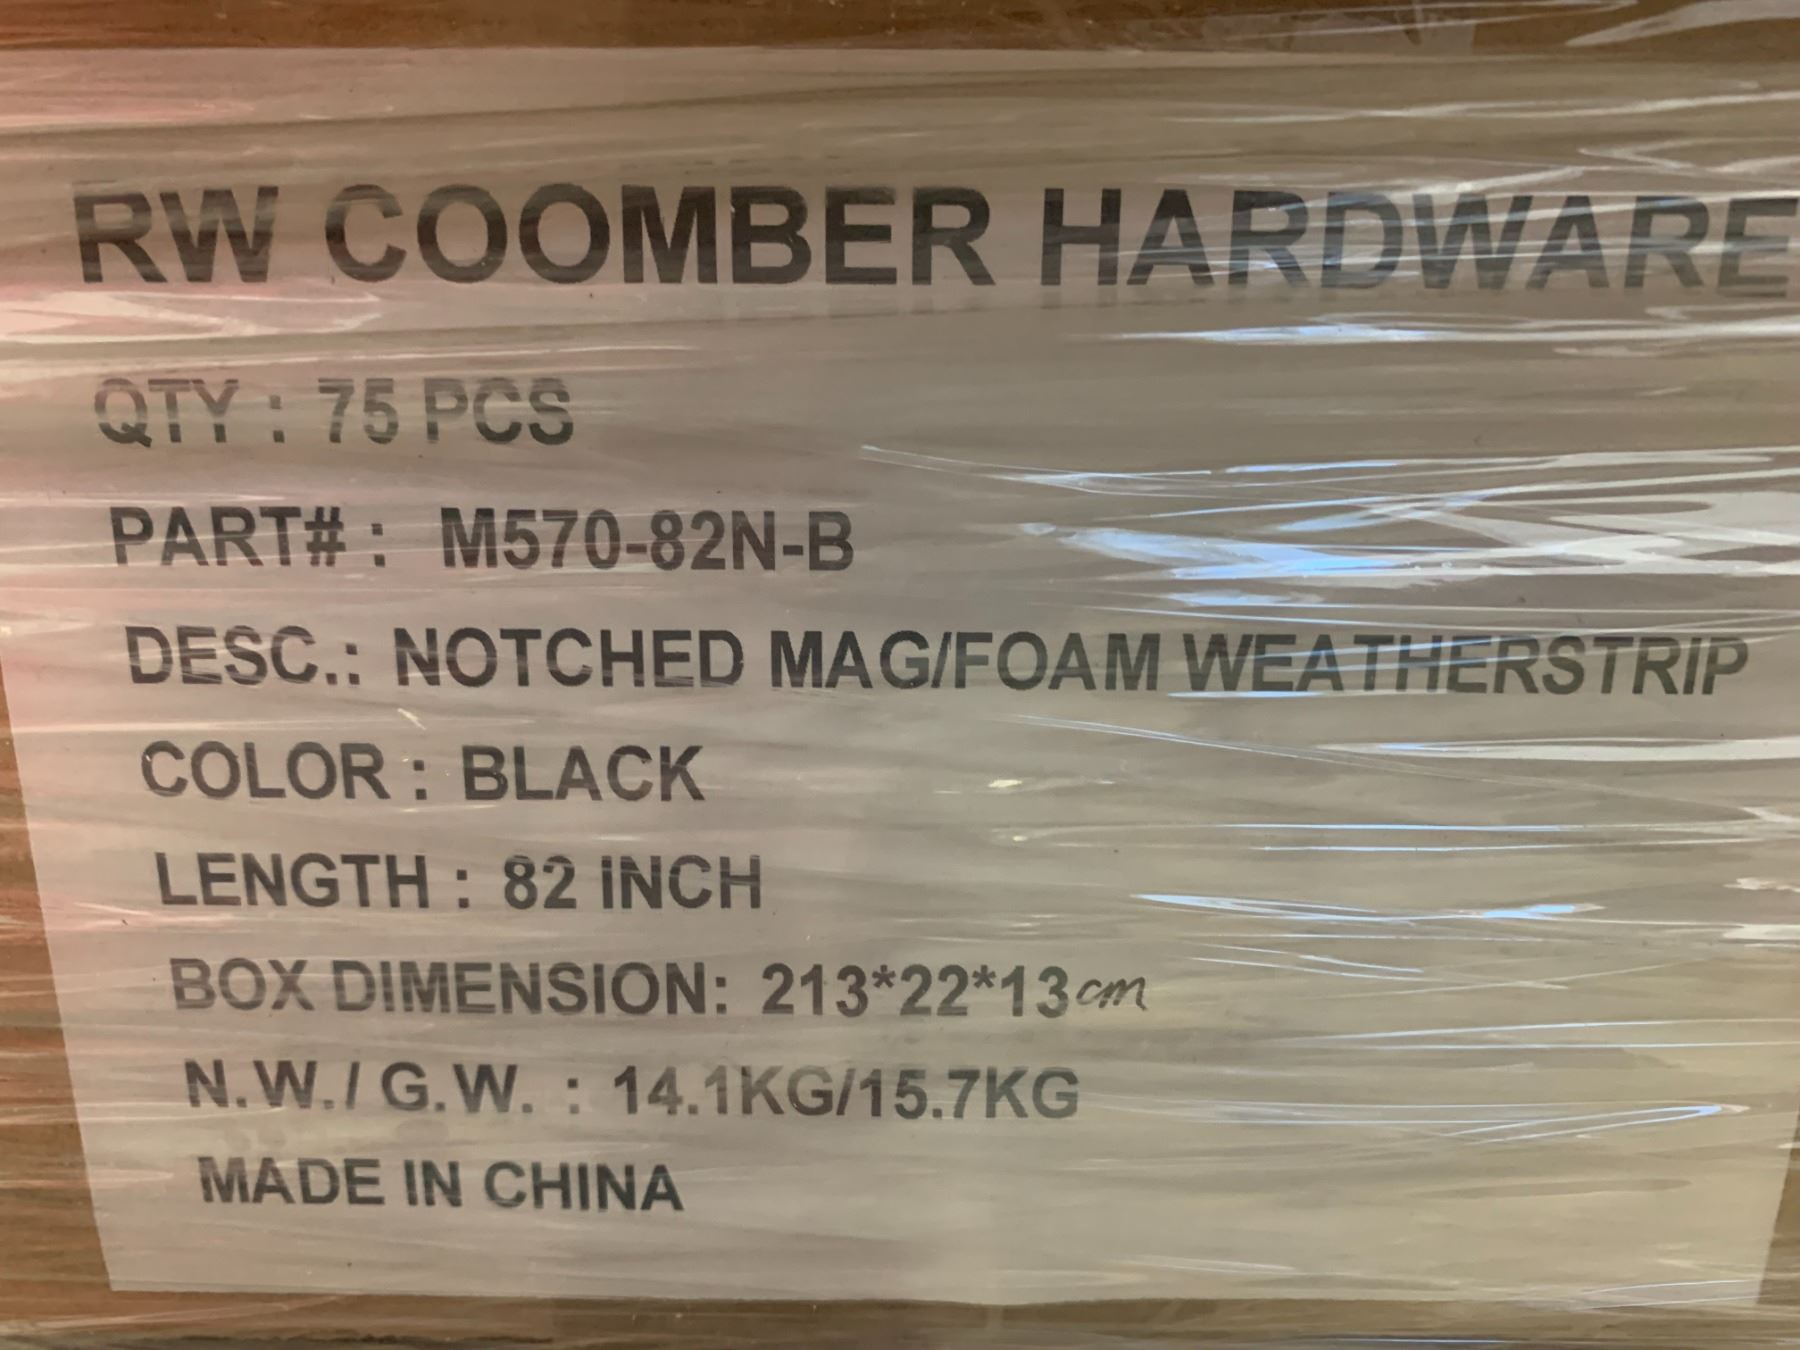 RW COOMBER HARDWARE
QTY : 75 PCS
PART# : M570-82N-B
DESC.: NOTCHED MAG/FOAM WEATHERSTRIP
COLOR : BLACK
LENGTH : 82 INCH
BOX DIMENSION: 213*22*13cm
N.W./ G.W. : 14.1KG/15.7KG
MADE IN CHINA